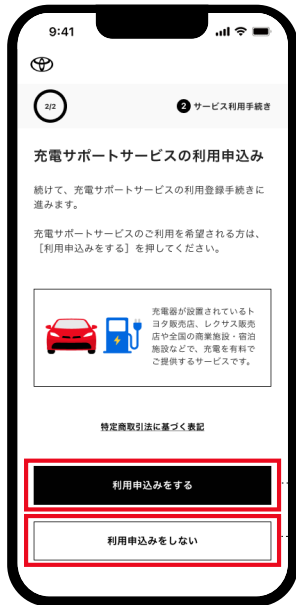 9:41
2/2
2 サービス利用手続き
充電サポートサービスの利用申込み
続けて、充電サポートサービスの利用登録手続きに
進みます。
充電サポートサービスのご利用を希望される方は、
［利用申込みをする］を押してください。
充電器が設置されているト
ヨタ販売店、レクサス販売
店や全国の商業施設・宿泊
施設などで、充電を有料で
ご提供するサービスです。
特定商取引法に基づく表記
利用申込みをする
利用申込みをしない